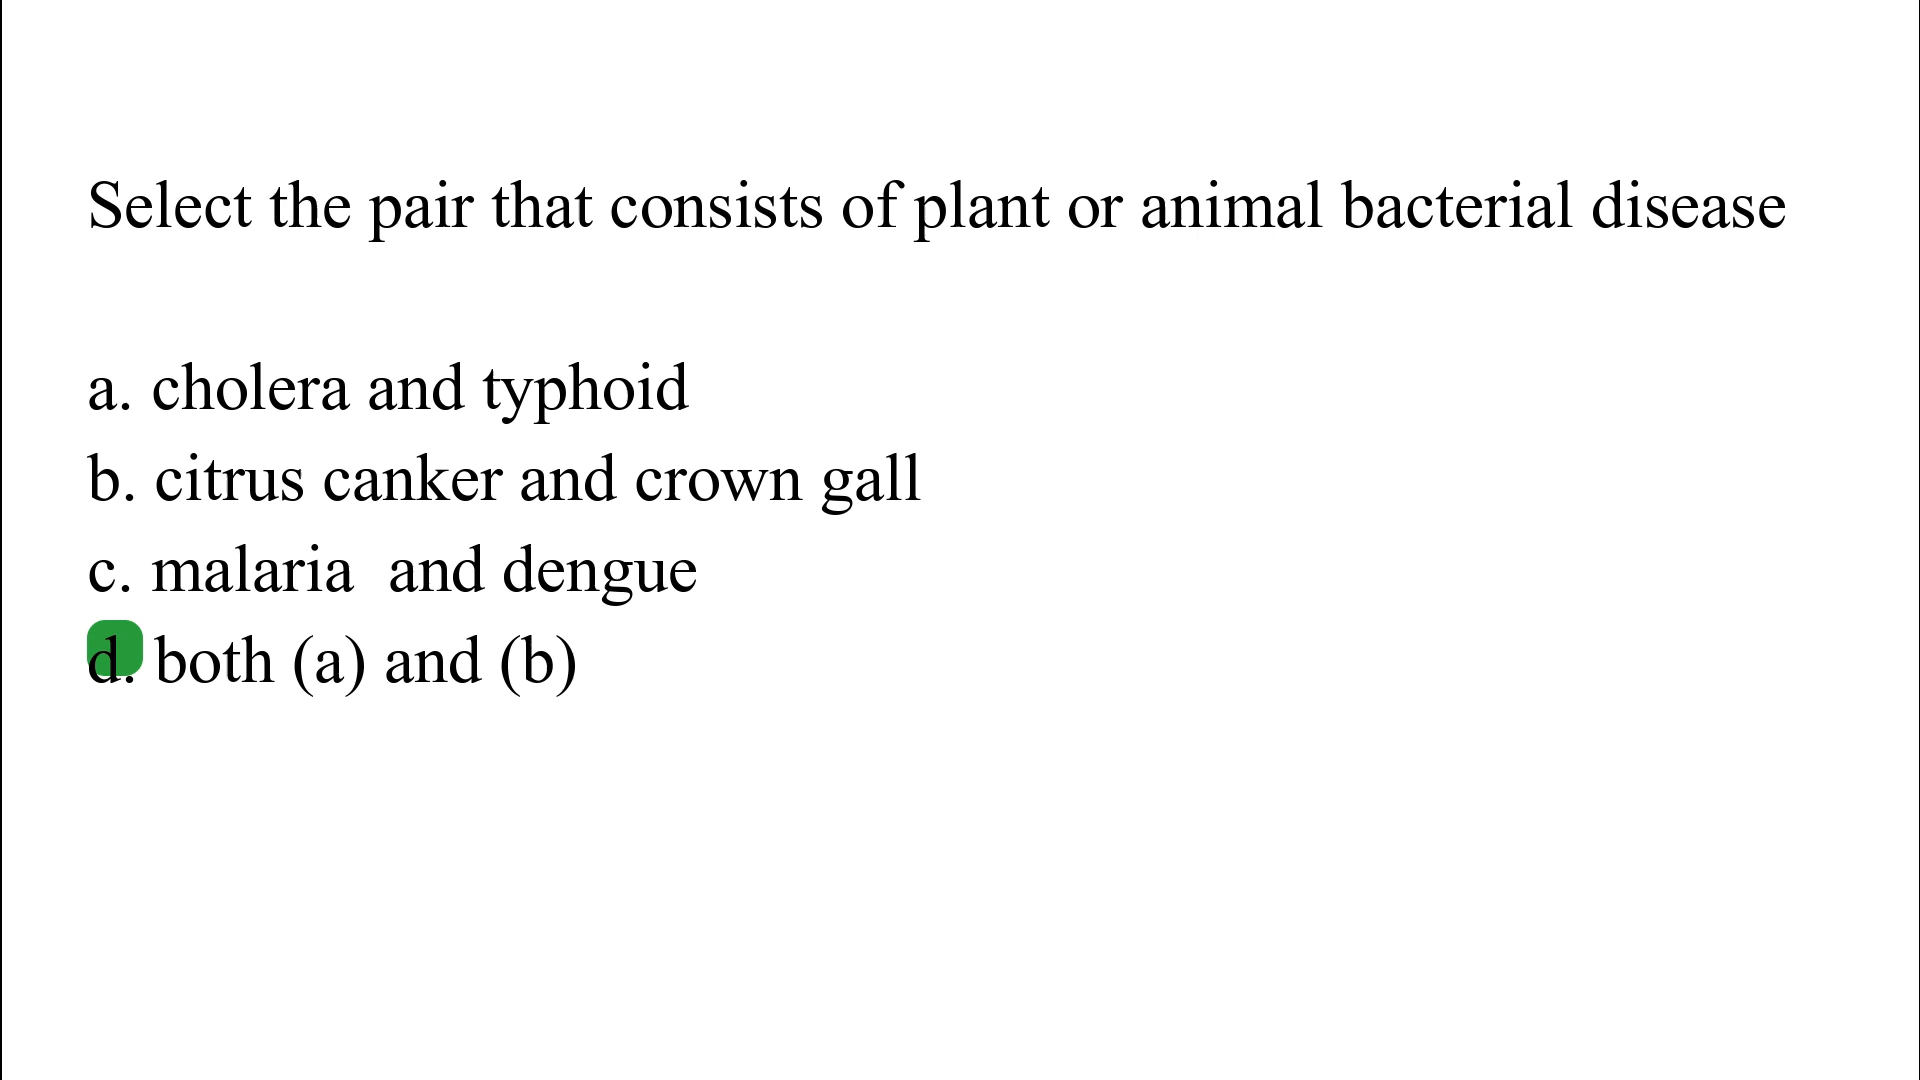 Select the pair that consists of plant or animal bacterial disease
a. cholera and typhoid
b. citrus canker and crown gall
c. malaria  and dengue
d. both (a) and (b)